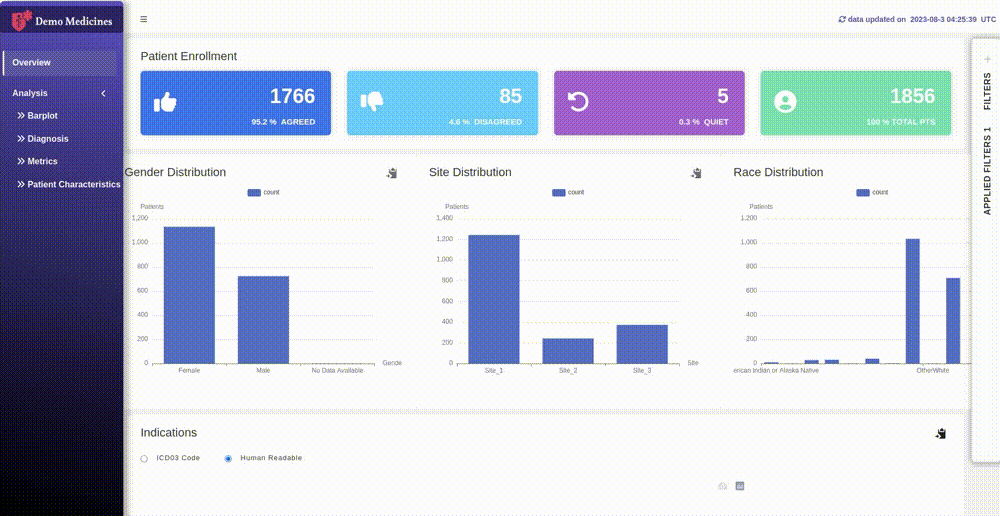 Demo Medicines
data updated on 2023-08-3 04:25:39 UTC
Overview
Analysis
Barplot
Diagnosis
Metrics
Patient Characteristics
Patient Enrollment
1766
95.2 % AGREED
85
4.6 % DISAGREED
5
0.3 % QUIET
1856
100 % TOTAL PTS
Gender Distribution
count
Patients
1,200
1,000
800
600
400
200
0
Female Male No Data Available
Gende
Site Distribution
count
Patients
1,400
1,200
1,000
800
600
400
200
0
Site_1 Site_2 Site_3
Site
Race Distribution
count
Patients
1,200
1,000
800
600
400
200
0
erican Indian or Alaska Native OtherWhite
Indications
ICD03 Code Human Readable
FILTERS
APPLIED FILTERS 1